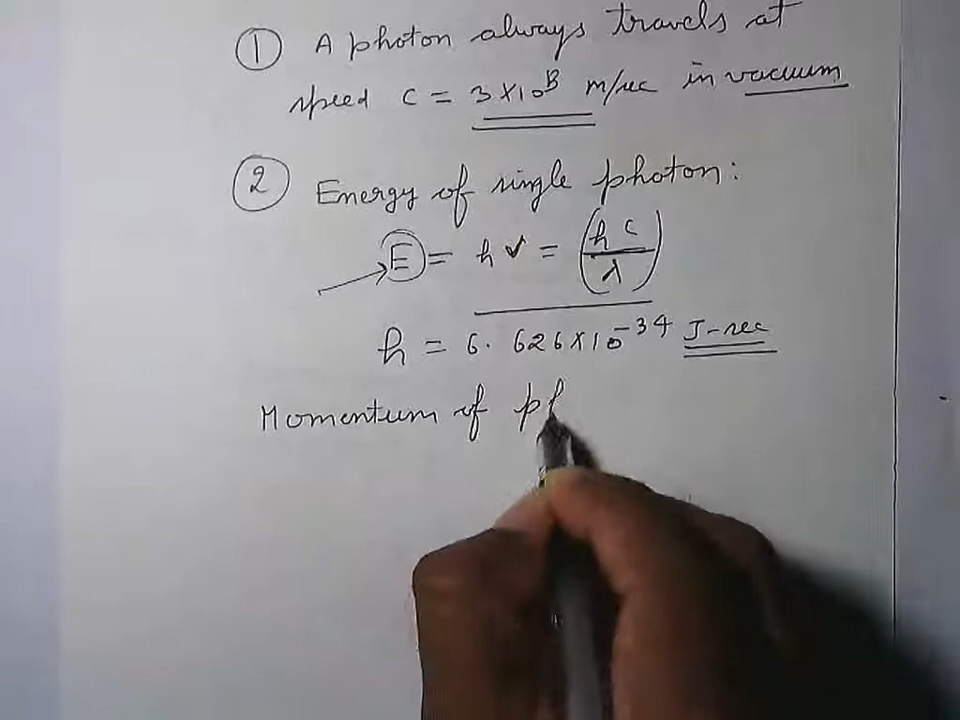 ① A photon always travels at
speed c = 3×10⁸ m/sec in vacuum
② Energy of single photon:
E = hν = (hc/λ)
h = 6.626×10⁻³⁴ J-sec
Momentum of ph